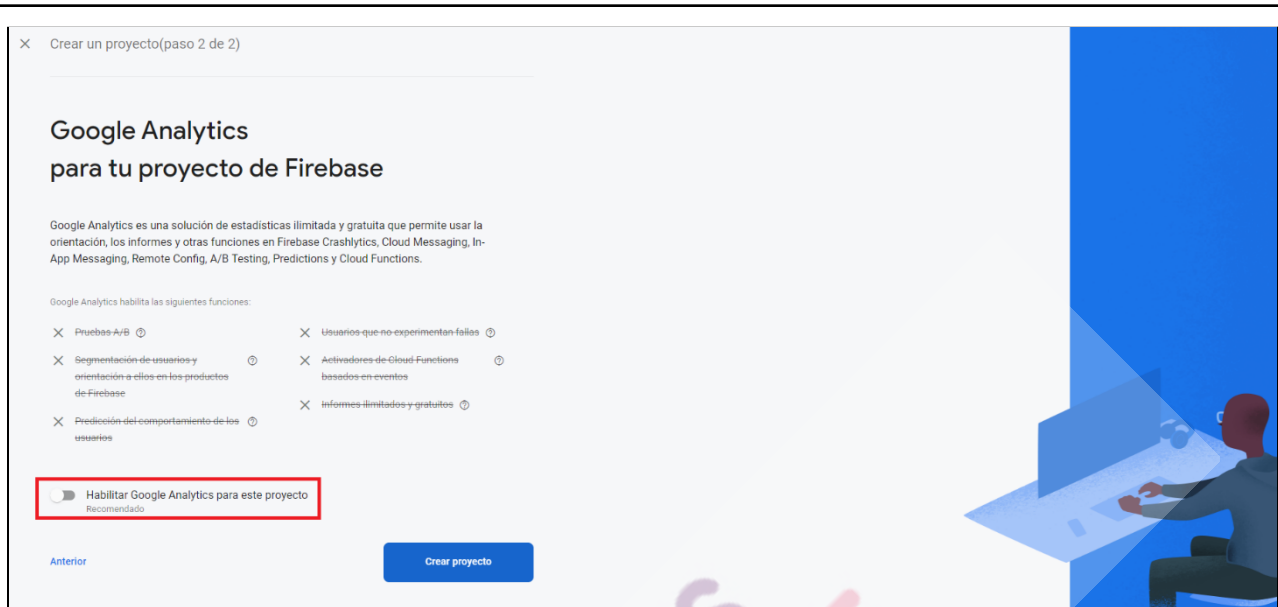 Crear un proyecto(paso 2 de 2)
Google Analytics
para tu proyecto de Firebase
Google Analytics es una solución de estadísticas ilimitada y gratuita que permite usar la
orientación, los informes y otras funciones en Firebase Crashlytics, Cloud Messaging, In-
App Messaging, Remote Config, A/B Testing, Predictions y Cloud Functions.
Google Analytics habilita las siguientes funciones:
Pruebas A/B
Segmentación de usuarios y
orientación a ellos en los productos
de Firebase
Predicción del comportamiento de los
usuarios
Usuarios que no experimentan fallas
Activadores de Cloud Functions
basados en eventos
Informes ilimitados y gratuitos
Habilitar Google Analytics para este proyecto
Recomendado
Anterior
Crear proyecto